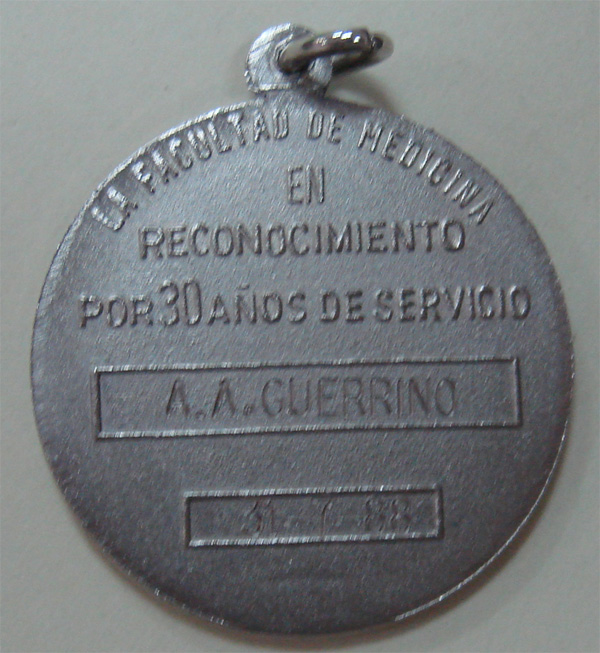 LA FACULTAD DE MEDICINA
EN
RECONOCIMIENTO
POR 30 AÑOS DE SERVICIO
A. A. GUERRINO